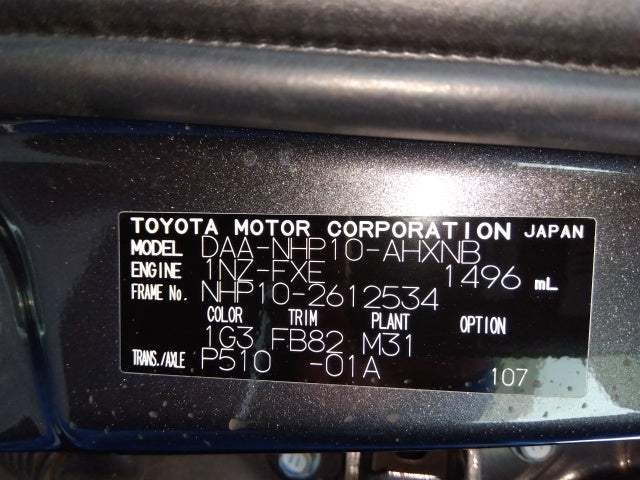 TOYOTA MOTOR CORPORATION JAPAN
MODEL DAA-NHP10-AHXNB
ENGINE 1NZ-FXE 1496 mL
FRAME No. NHP10-2612534
COLOR TRIM PLANT OPTION
1G3 FB82 M31
TRANS./AXLE P510 -01A
107